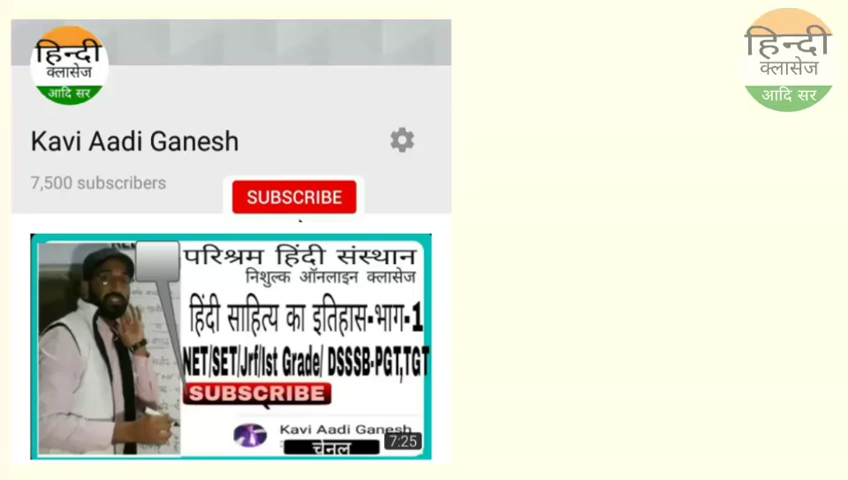 हिन्दी
क्लासेज
आदि सर
हिन्दी
क्लासेज
आदि सर
Kavi Aadi Ganesh
7,500 subscribers
SUBSCRIBE
परिश्रम हिंदी संस्थान
निशुल्क ऑनलाइन क्लासेज
हिंदी साहित्य का इतिहास-भाग-1
NET/SET/Jrf/Ist Grade/ DSSSB-PGT,TGT
SUBSCRIBE
Kavi Aadi Ganesh
7:25
चेनल